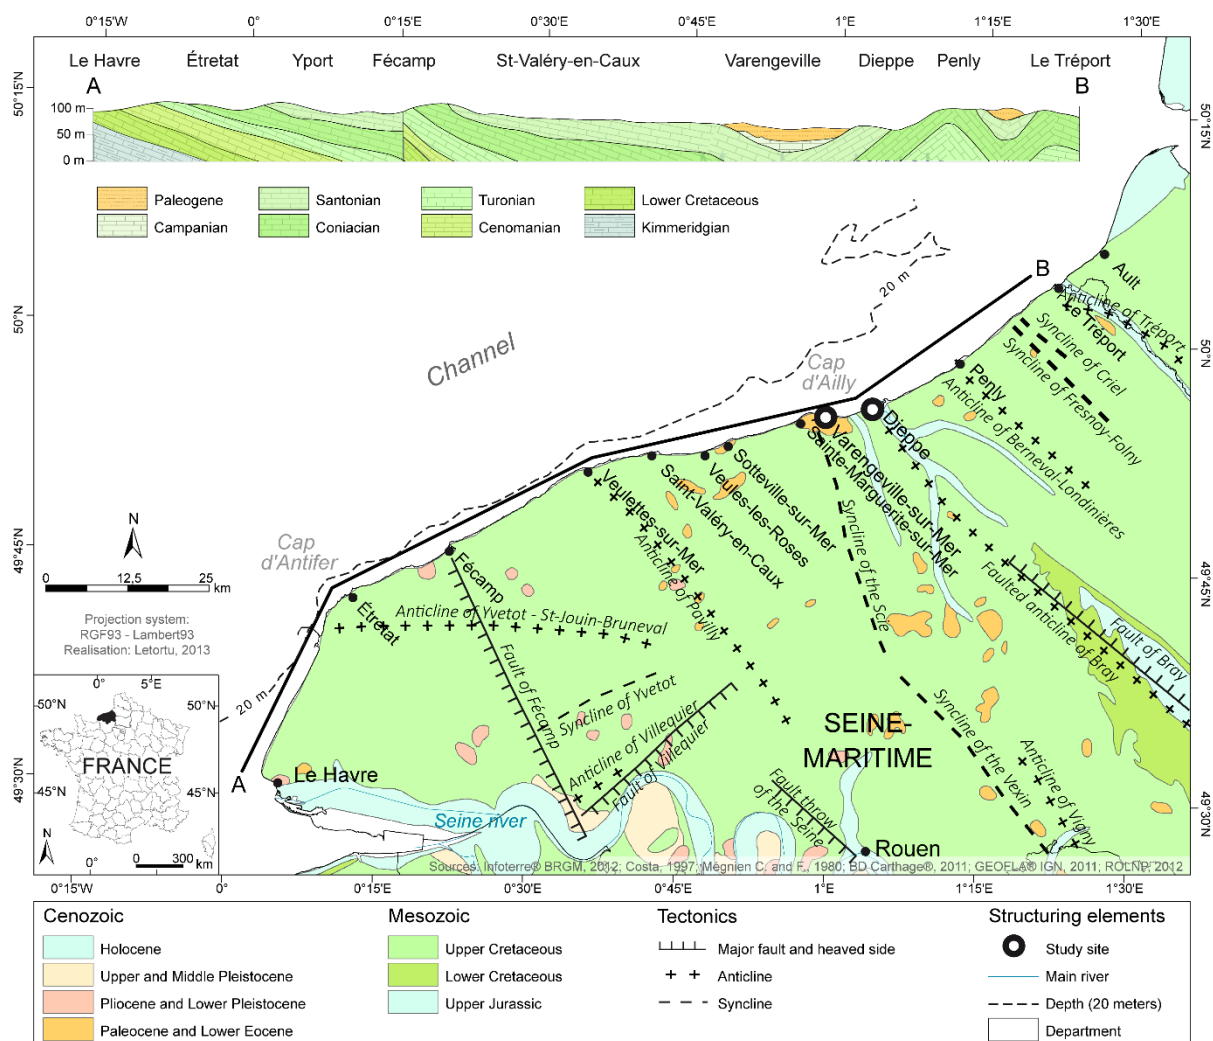 0°15'W 0° 0°15'E 0°30'E 0°45'E 1°E 1°15'E 1°30'E
Le Havre Étretat Yport Fécamp St-Valéry-en-Caux Varengeville Dieppe Penly Le Tréport
A B
50°15'N
50°15'N
100 m
50 m
0 m
Paleogene Santonian Turonian Lower Cretaceous
Campanian Coniacian Cenomanian Kimmeridgian
20 m
B
Ault
Anticline of Tréport
Le Tréport
50°N
50°N
Channel
Cap
d'Ailly
Syncline of Criel
Syncline of Fresnoy-Folny
Penly
Anticline of Berneval-Londinières
Dieppe
Varengeville-sur-Mer
Sainte-Marguerite-sur-Mer
Sotteville-sur-Mer
Veules-les-Roses
Saint-Valéry-en-Caux
Veulettes-sur-Mer
Anticline of Pavilly
Syncline of the Scie
N
Cap
d'Antifer
49°45'N
49°45'N
0 12,5 25
km
Fécamp
Étretat
Anticline of Yvetot - St-Jouin-Bruneval
Faulted anticline of Bray
Fault of Bray
Projection system:
RGF93 - Lambert93
Realisation: Letortu, 2013
Fault of Fécamp
Syncline of Yvetot
Anticline of Villequier
Fault of Villequier
SEINE-
MARITIME
Syncline of the Vexin
Anticline of Vigny
20 m
0° 5°E
50°N 50°N
FRANCE
45°N 45°N
N
0° 0 300 km
5°E
A
49°30'N
49°30'N
Le Havre
Seine river
Fault throw
of the Seine
Rouen
Sources: Infoterre® BRGM, 2012; Costa, 1997; Mégnien C. and F., 1980; BD Carthage®, 2011; GEOFLA® IGN, 2011; ROLNP, 2012
0°15'W 0° 0°15'E 0°30'E 0°45'E 1°E 1°15'E 1°30'E
Cenozoic Mesozoic Tectonics Structuring elements
Holocene Upper Cretaceous Major fault and heaved side Study site
Upper and Middle Pleistocene Lower Cretaceous Anticline Main river
Pliocene and Lower Pleistocene Upper Jurassic Syncline Depth (20 meters)
Paleocene and Lower Eocene Department